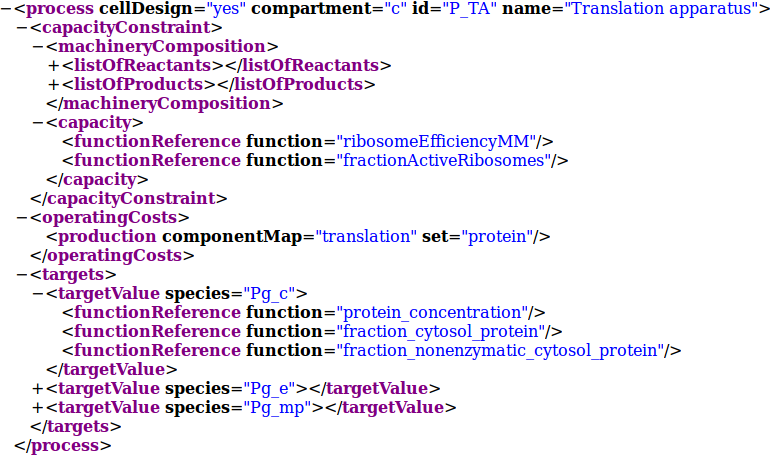 −<process cellDesign="yes" compartment="c" id="P_TA" name="Translation apparatus">
−<capacityConstraint>
−<machineryComposition>
+<listOfReactants></listOfReactants>
+<listOfProducts></listOfProducts>
</machineryComposition>
−<capacity>
<functionReference function="ribosomeEfficiencyMM"/>
<functionReference function="fractionActiveRibosomes"/>
</capacity>
</capacityConstraint>
−<operatingCosts>
<production componentMap="translation" set="protein"/>
</operatingCosts>
−<targets>
−<targetValue species="Pg_c">
<functionReference function="protein_concentration"/>
<functionReference function="fraction_cytosol_protein"/>
<functionReference function="fraction_nonenzymatic_cytosol_protein"/>
</targetValue>
+<targetValue species="Pg_e"></targetValue>
+<targetValue species="Pg_mp"></targetValue>
</targets>
</process>